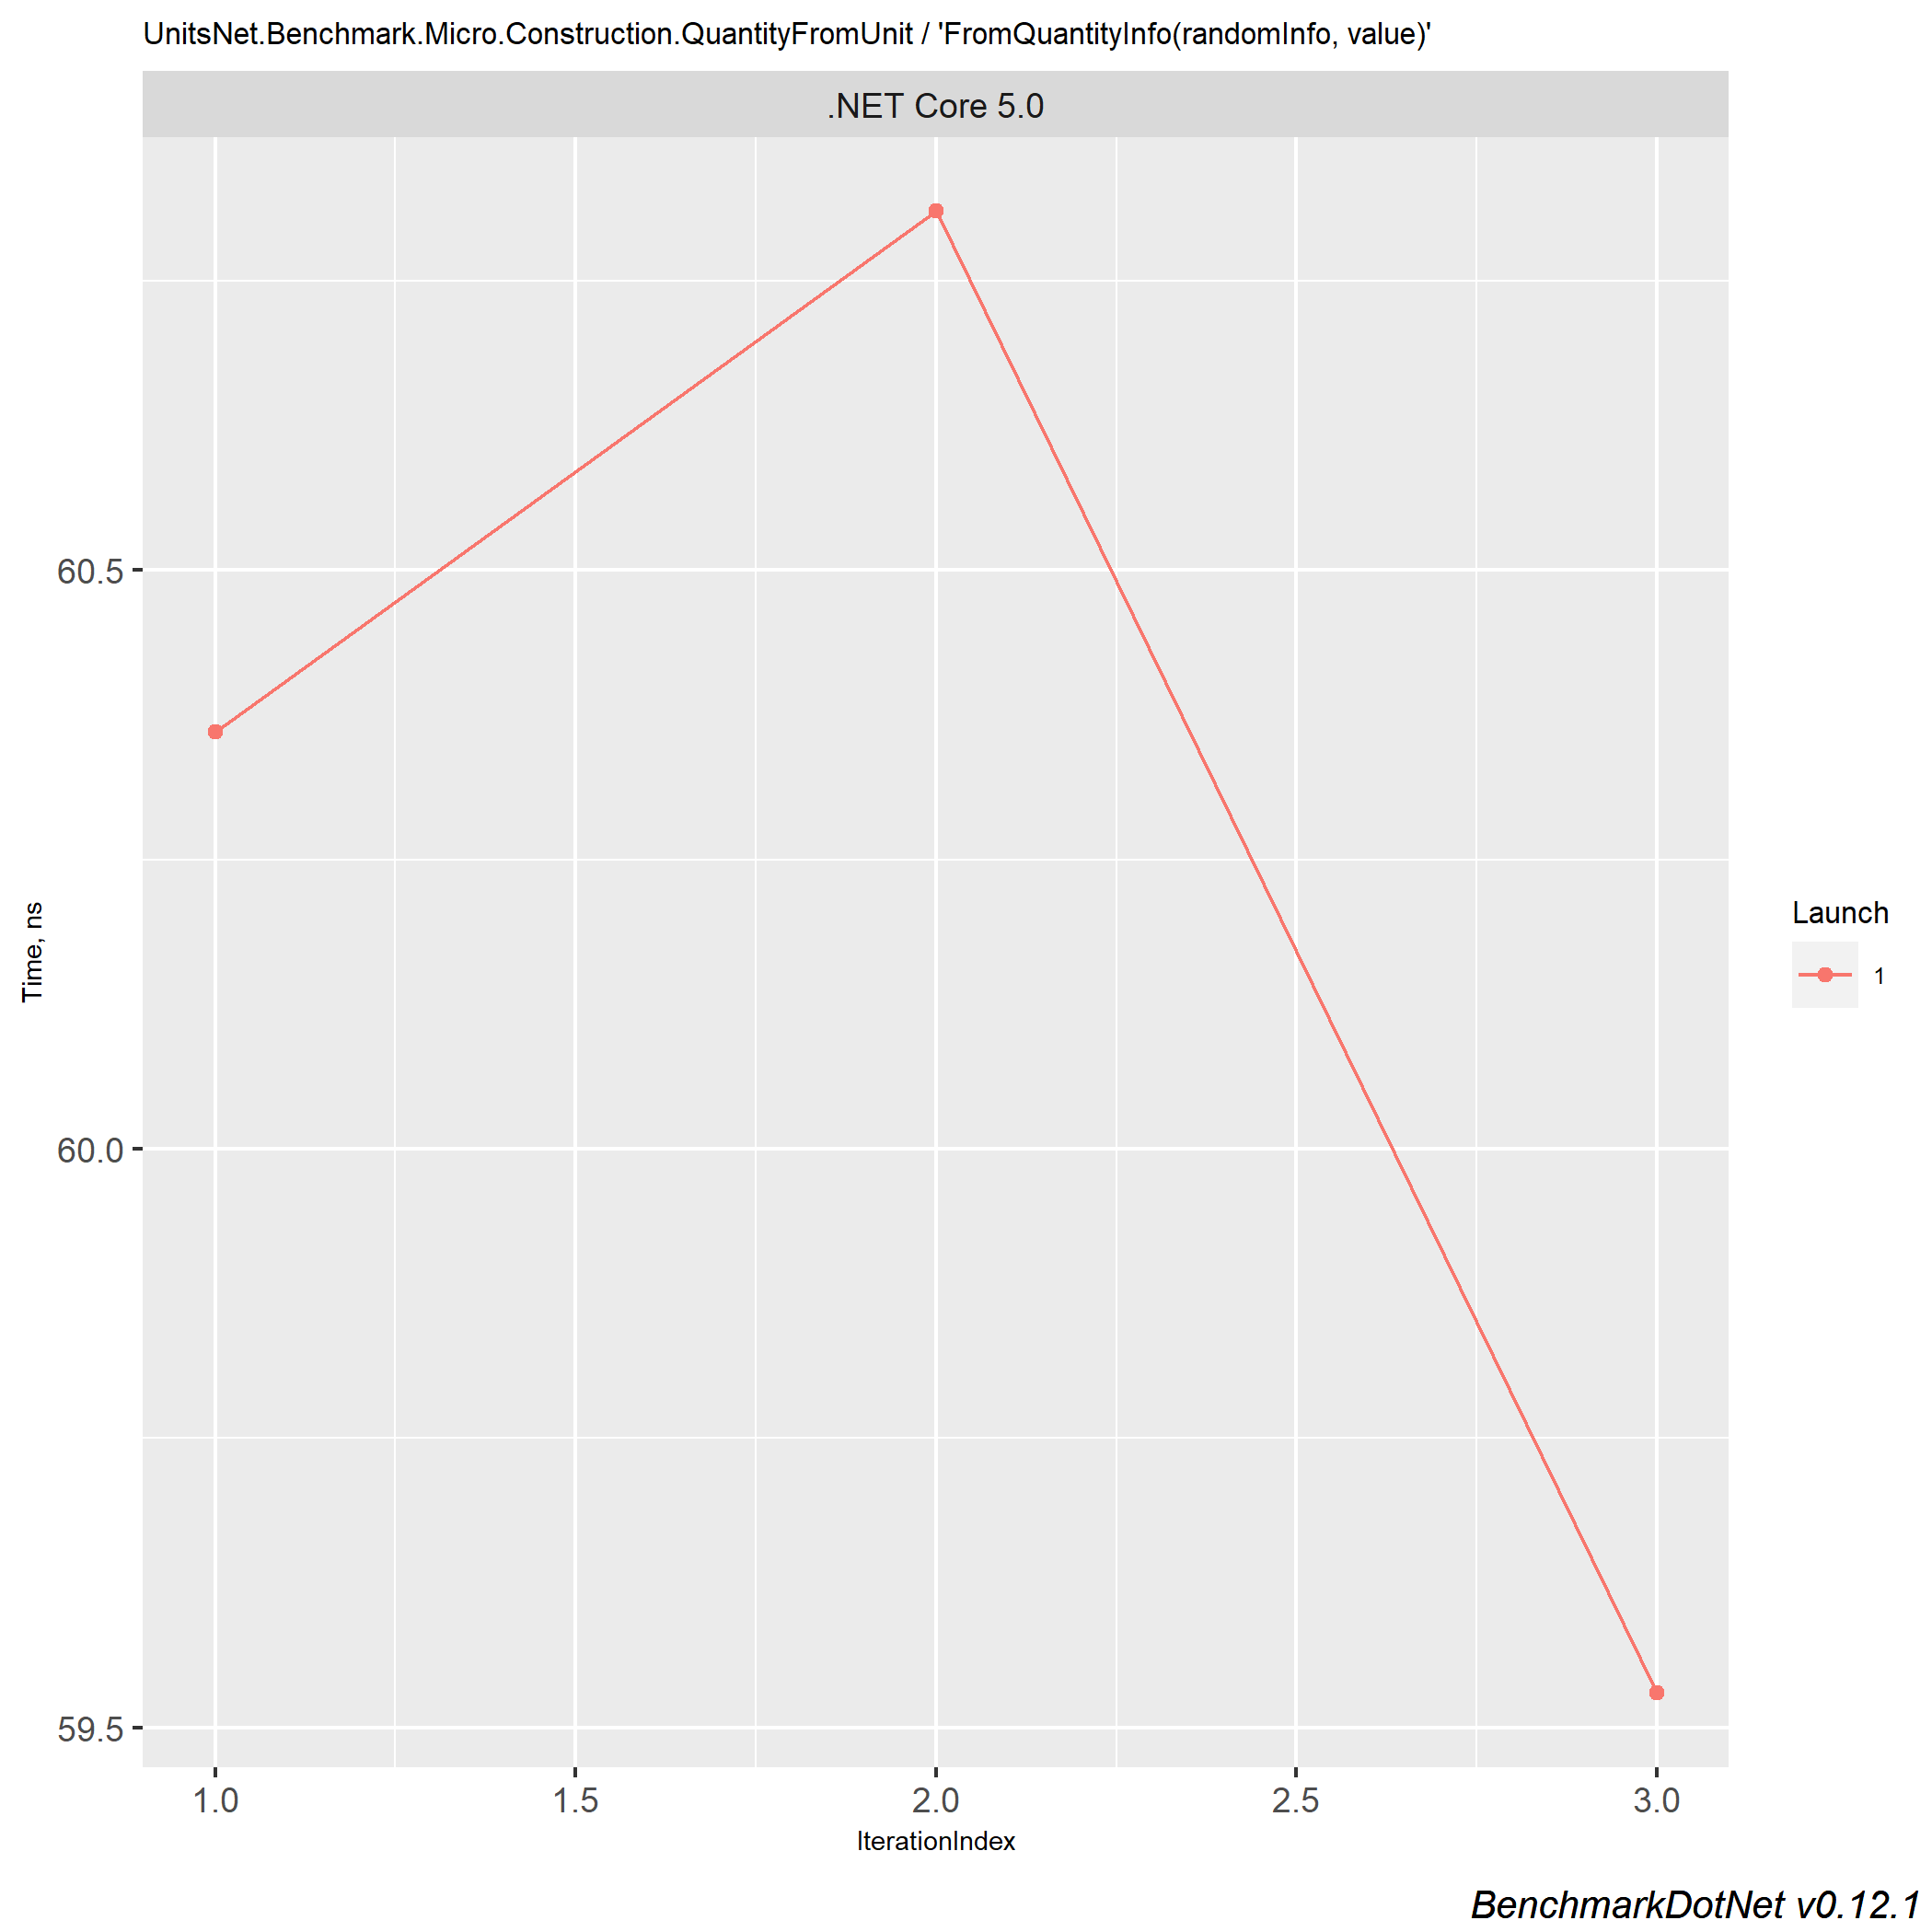 UnitsNet.Benchmark.Micro.Construction.QuantityFromUnit / 'FromQuantityInfo(randomInfo, value)'
.NET Core 5.0
60.5
60.0
59.5
Time, ns
1.0 1.5 2.0 2.5 3.0
IterationIndex
Launch
1
BenchmarkDotNet v0.12.1